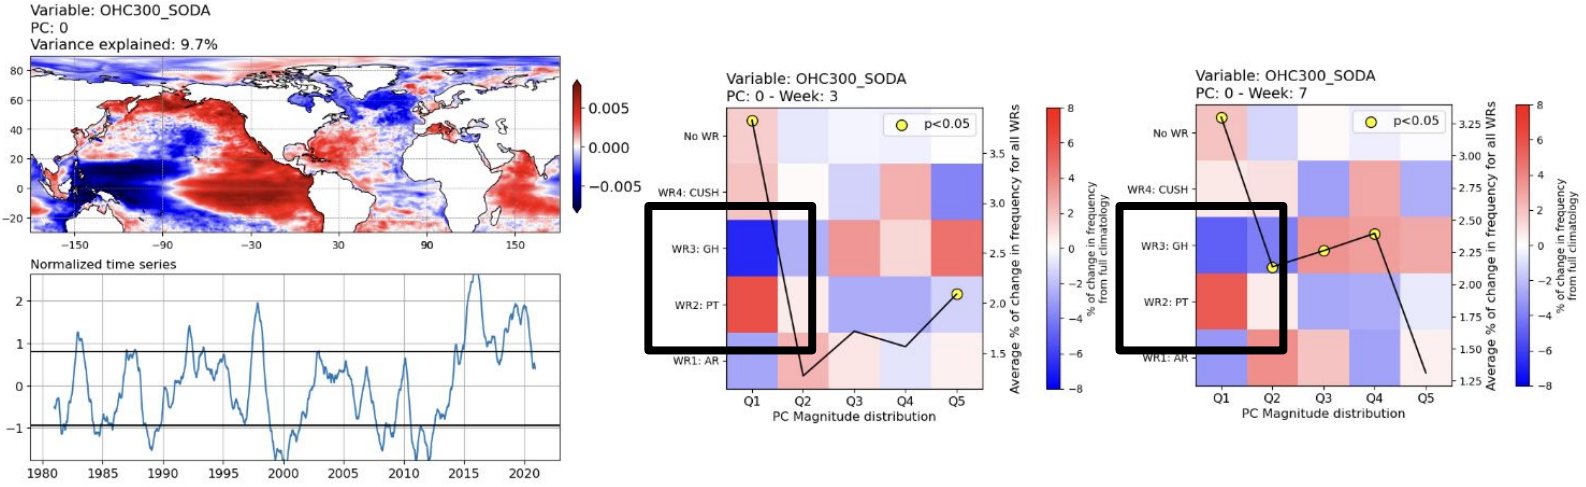 Variable: OHC300_SODA
PC: 0
Variance explained: 9.7%
80
60
40
20
0
−20
−150
−90
−30
30
90
150
0.005
0.000
−0.005
Normalized time series
2
1
0
−1
1980
1985
1990
1995
2000
2005
2010
2015
2020
Variable: OHC300_SODA
PC: 0 - Week: 3
p<0.05
No WR
WR4: CUSH
WR3: GH
WR2: PT
WR1: AR
Q1
Q2
Q3
Q4
Q5
PC Magnitude distribution
3.5
3.0
2.5
2.0
1.5
Average % of change in frequency for all WRs
8
6
4
2
0
−2
−4
−6
−8
% of change in frequency
from full climatology
Variable: OHC300_SODA
PC: 0 - Week: 7
p<0.05
No WR
WR4: CUSH
WR3: GH
WR2: PT
WR1: AR
Q1
Q2
Q3
Q4
Q5
PC Magnitude distribution
3.25
3.00
2.75
2.50
2.25
2.00
1.75
1.50
1.25
Average % of change in frequency for all WRs
8
6
4
2
0
−2
−4
−6
−8
% of change in frequency
from full climatology